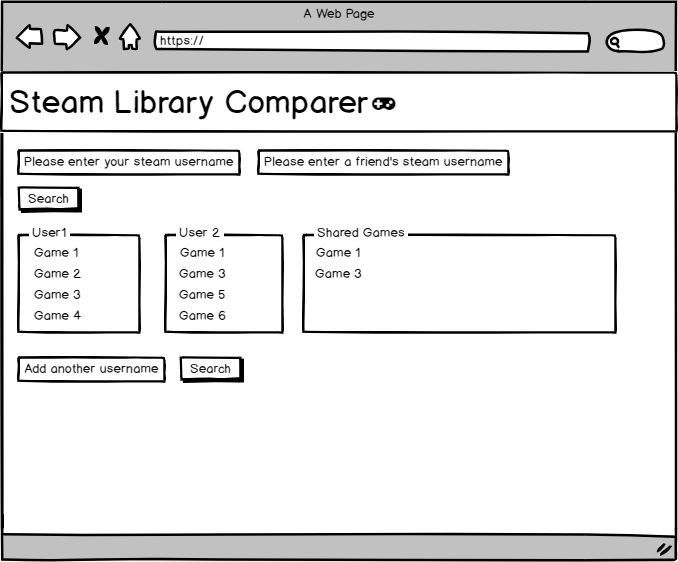 A Web Page
https://
Steam Library Comparer
Please enter your steam username
Please enter a friend's steam username
Search
User1
Game 1
Game 2
Game 3
Game 4
User 2
Game 1
Game 3
Game 5
Game 6
Shared Games
Game 1
Game 3
Add another username
Search